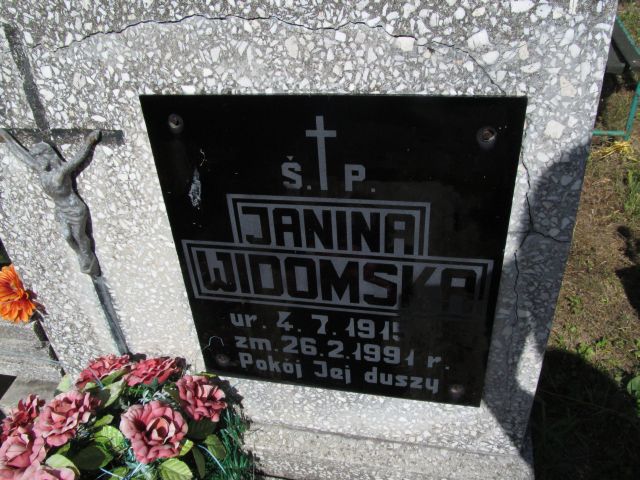 Ś. P.
JANINA
WIDOMSKA
ur. 4.7.1915
zm. 26.2.1991 r.
Pokój Jej duszy